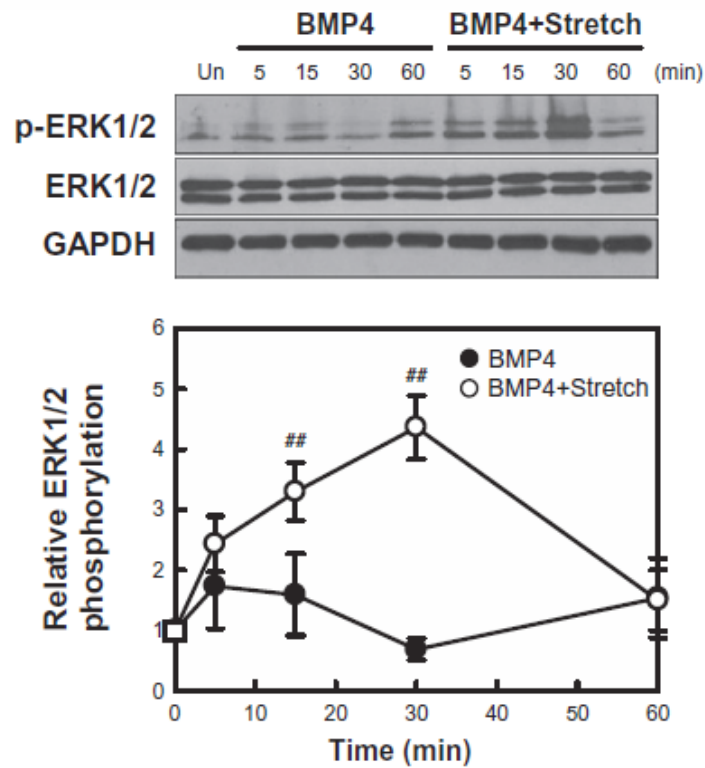 BMP4 BMP4+Stretch
Un 5 15 30 60 5 15 30 60 (min)
p-ERK1/2
ERK1/2
GAPDH
6
5
4
3
2
1
0
Relative ERK1/2
phosphorylation
BMP4
BMP4+Stretch
##
##
0 10 20 30 40 50 60
Time (min)